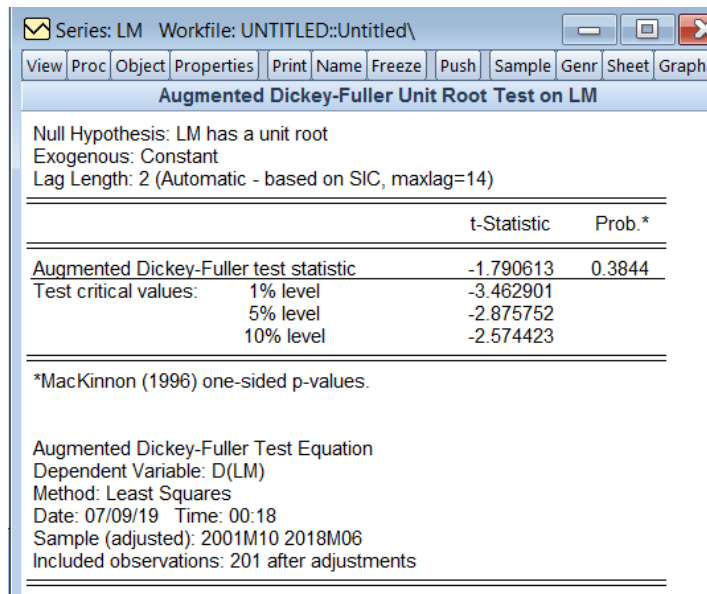 Series: LM Workfile: UNTITLED::Untitled\
View Proc Object Properties Print Name Freeze Push Sample Genr Sheet Graph
Augmented Dickey-Fuller Unit Root Test on LM
Null Hypothesis: LM has a unit root
Exogenous: Constant
Lag Length: 2 (Automatic - based on SIC, maxlag=14)
t-Statistic Prob.*
Augmented Dickey-Fuller test statistic -1.790613 0.3844
Test critical values: 1% level -3.462901
5% level -2.875752
10% level -2.574423
*MacKinnon (1996) one-sided p-values.
Augmented Dickey-Fuller Test Equation
Dependent Variable: D(LM)
Method: Least Squares
Date: 07/09/19 Time: 00:18
Sample (adjusted): 2001M10 2018M06
Included observations: 201 after adjustments